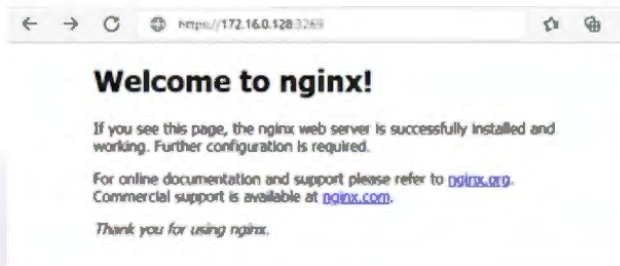 https://172.16.0.128:3269
Welcome to nginx!
If you see this page, the nginx web server is successfully installed and
working. Further configuration is required.
For online documentation and support please refer to nginx.org.
Commercial support is available at nginx.com.
Thank you for using nginx.